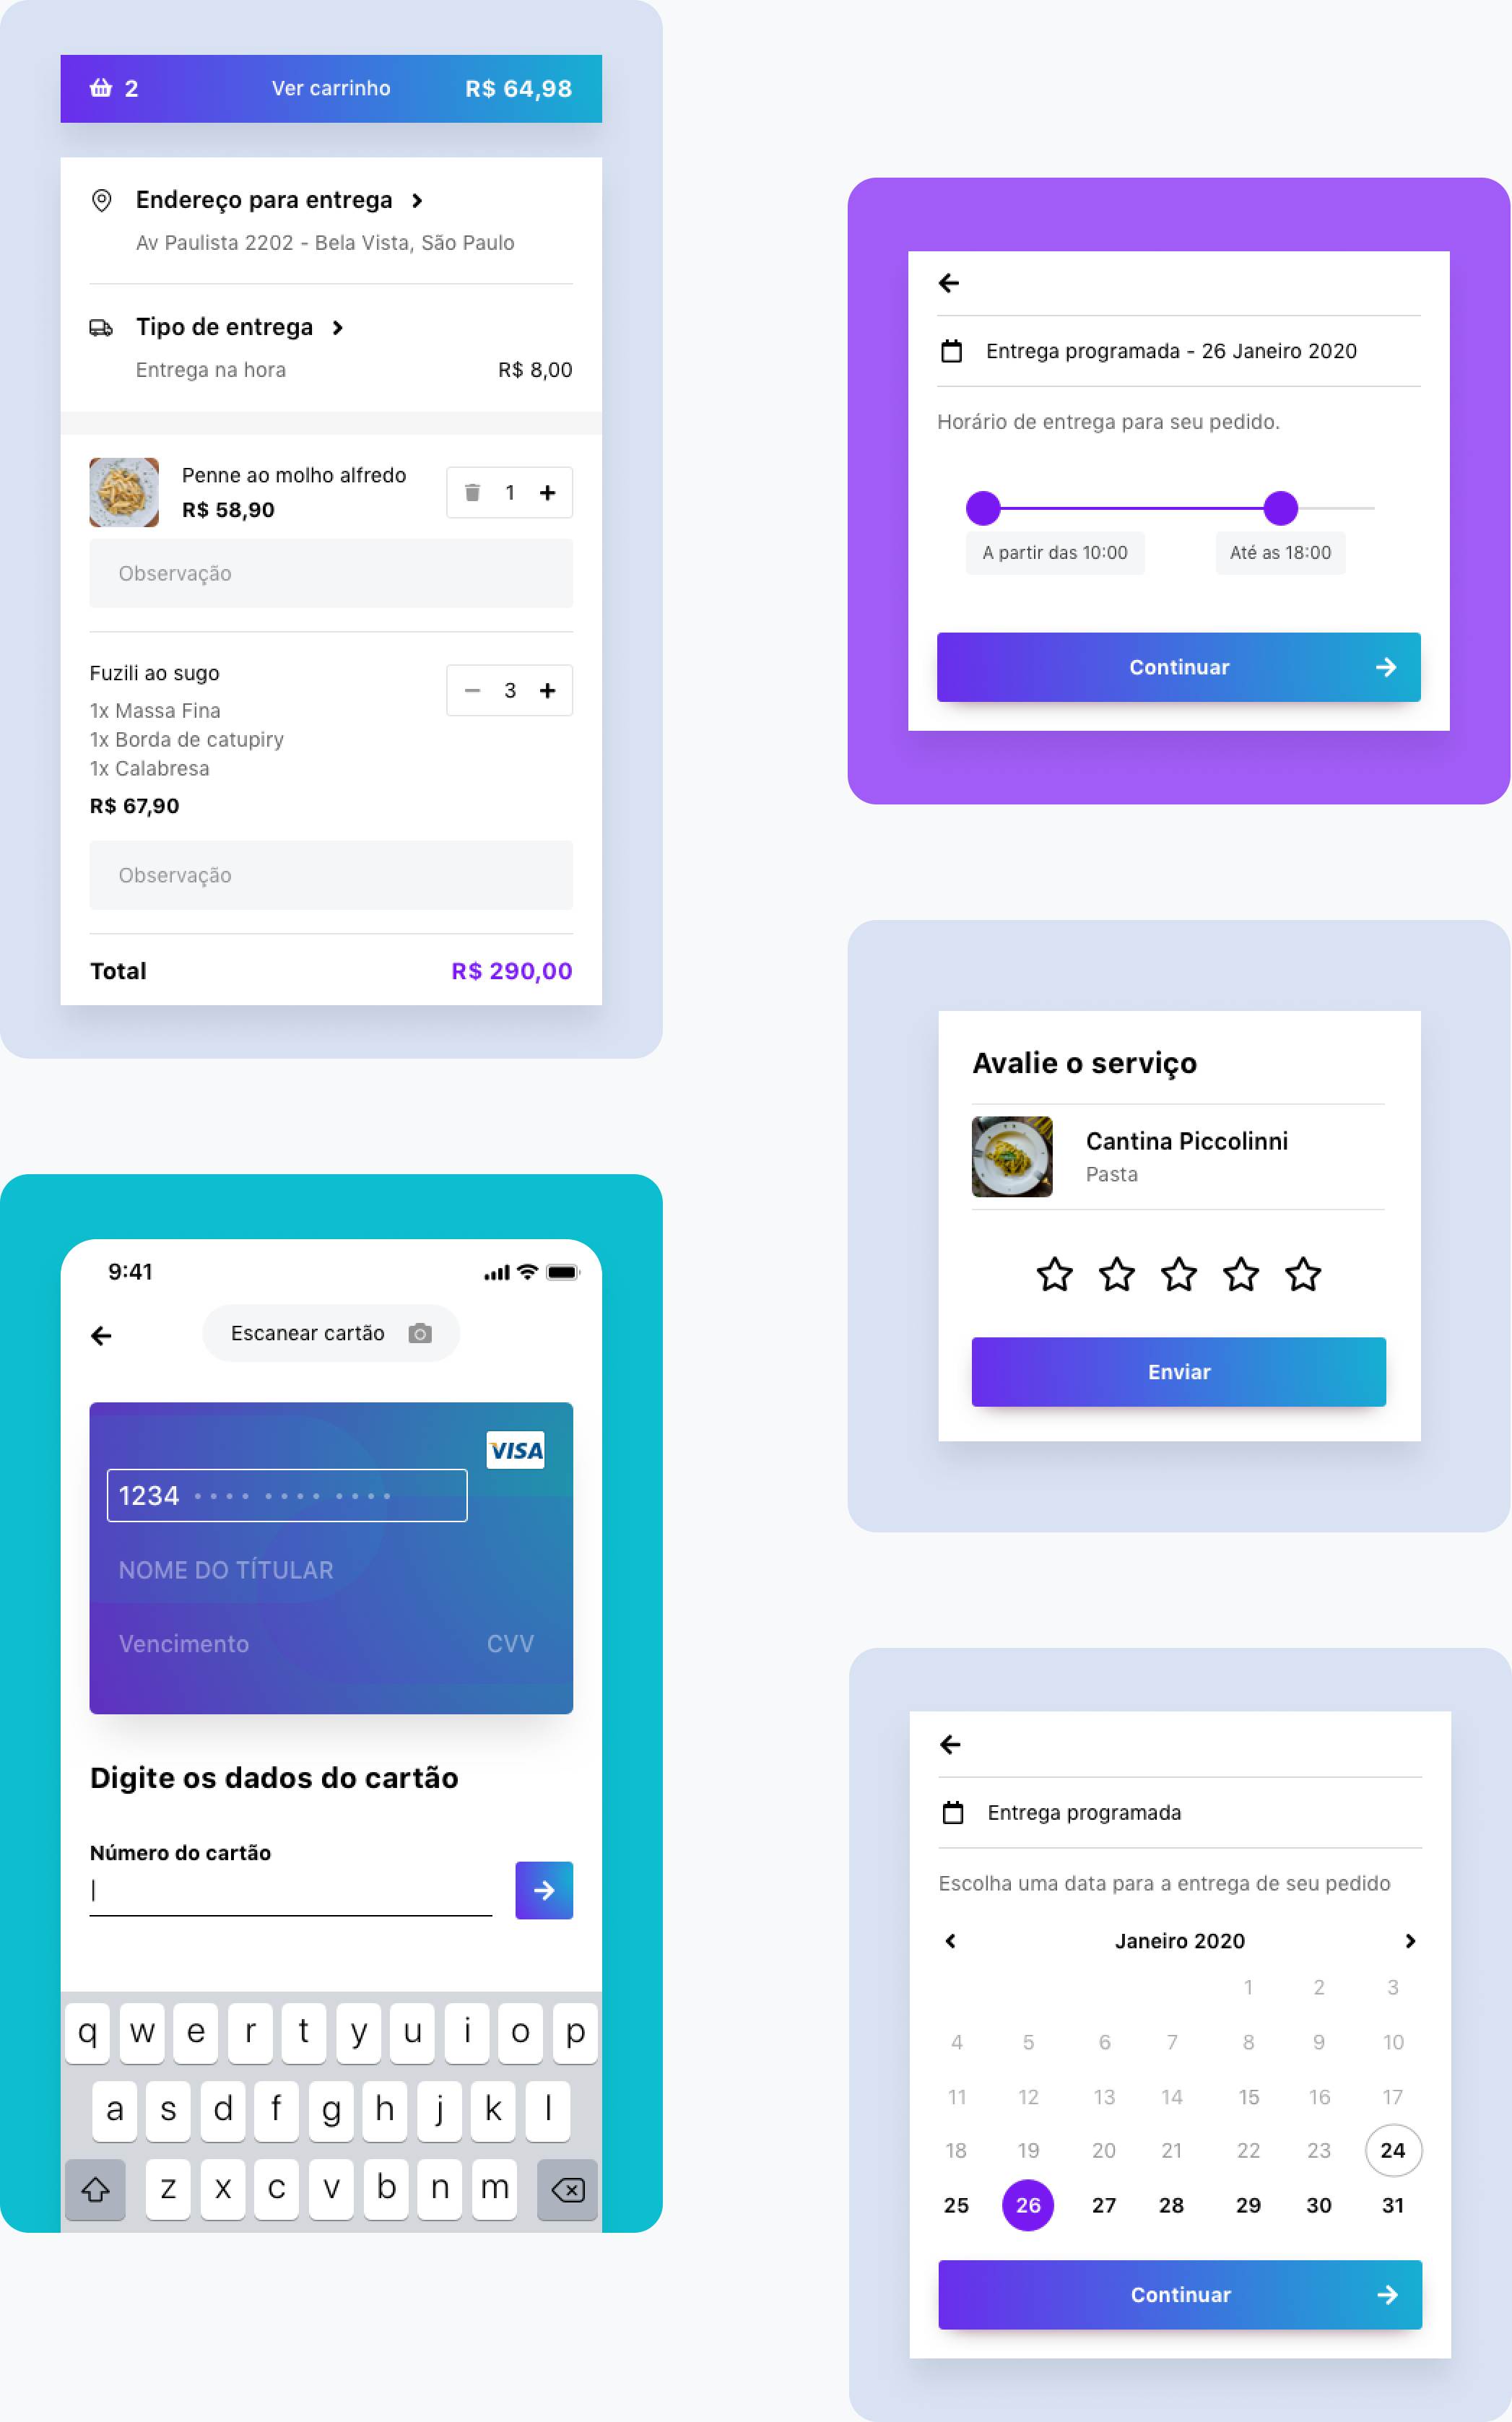 2 Ver carrinho R$ 64,98
Endereço para entrega
Av Paulista 2202 - Bela Vista, São Paulo
Tipo de entrega
Entrega na hora R$ 8,00
Penne ao molho alfredo
R$ 58,90
1 +
Observação
Fuzili ao sugo
1x Massa Fina
1x Borda de catupiry
1x Calabresa
R$ 67,90
− 3 +
Observação
Total R$ 290,00
9:41
Escanear cartão
VISA
1234 •••• •••• ••••
NOME DO TÍTULAR
Vencimento CVV
Digite os dados do cartão
Número do cartão
q w e r t y u i o p
a s d f g h j k l
z x c v b n m
Entrega programada - 26 Janeiro 2020
Horário de entrega para seu pedido.
A partir das 10:00 Até as 18:00
Continuar
Avalie o serviço
Cantina Piccolinni
Pasta
Enviar
Entrega programada
Escolha uma data para a entrega de seu pedido
Janeiro 2020
1 2 3
4 5 6 7 8 9 10
11 12 13 14 15 16 17
18 19 20 21 22 23 24
25 26 27 28 29 30 31
Continuar